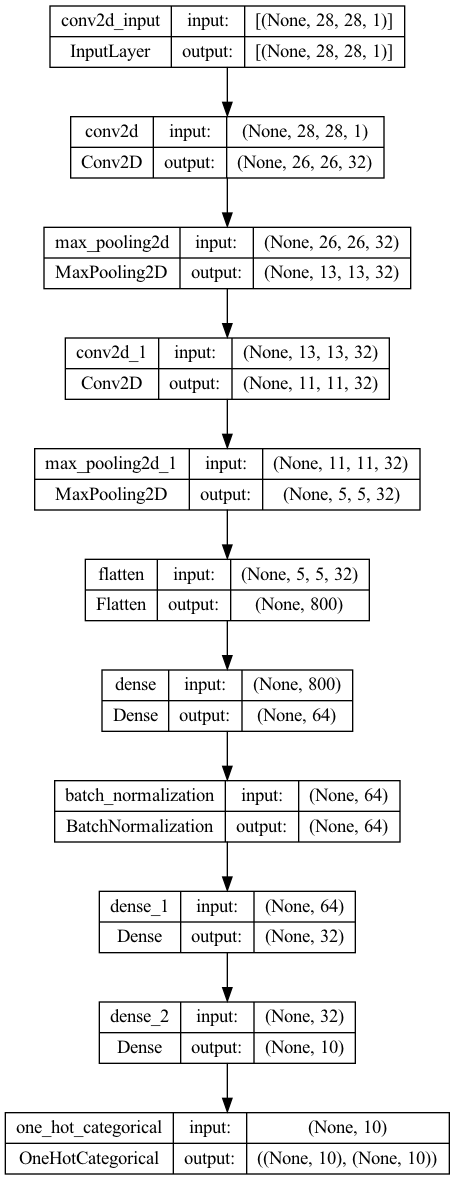 conv2d_input input: [(None, 28, 28, 1)]
InputLayer output: [(None, 28, 28, 1)]
conv2d input: (None, 28, 28, 1)
Conv2D output: (None, 26, 26, 32)
max_pooling2d input: (None, 26, 26, 32)
MaxPooling2D output: (None, 13, 13, 32)
conv2d_1 input: (None, 13, 13, 32)
Conv2D output: (None, 11, 11, 32)
max_pooling2d_1 input: (None, 11, 11, 32)
MaxPooling2D output: (None, 5, 5, 32)
flatten input: (None, 5, 5, 32)
Flatten output: (None, 800)
dense input: (None, 800)
Dense output: (None, 64)
batch_normalization input: (None, 64)
BatchNormalization output: (None, 64)
dense_1 input: (None, 64)
Dense output: (None, 32)
dense_2 input: (None, 32)
Dense output: (None, 10)
one_hot_categorical input: (None, 10)
OneHotCategorical output: ((None, 10), (None, 10))